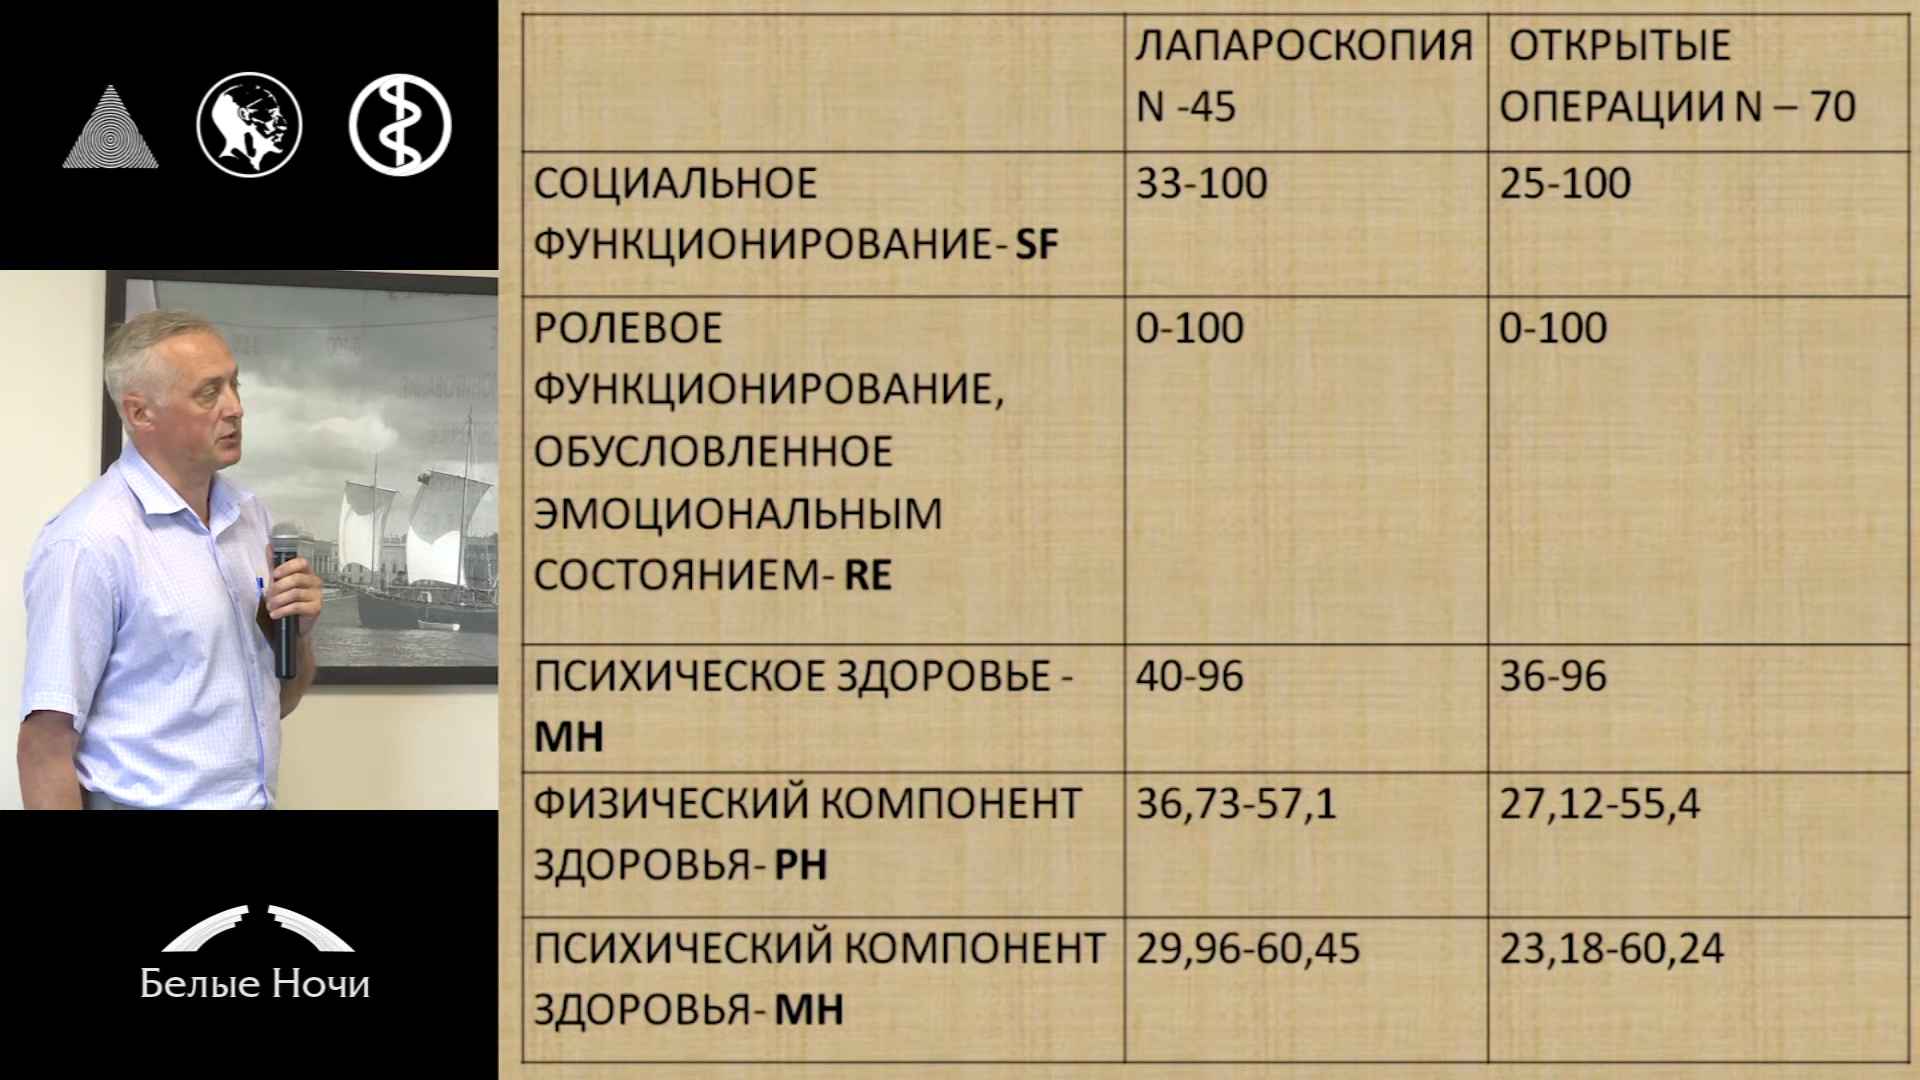 ЛАПАРОСКОПИЯ
N -45
ОТКРЫТЫЕ
ОПЕРАЦИИ N – 70
СОЦИАЛЬНОЕ
ФУНКЦИОНИРОВАНИЕ- SF
33-100
25-100
РОЛЕВОЕ
ФУНКЦИОНИРОВАНИЕ,
ОБУСЛОВЛЕННОЕ
ЭМОЦИОНАЛЬНЫМ
СОСТОЯНИЕМ- RE
0-100
0-100
ПСИХИЧЕСКОЕ ЗДОРОВЬЕ -
MH
40-96
36-96
ФИЗИЧЕСКИЙ КОМПОНЕНТ
ЗДОРОВЬЯ- PH
36,73-57,1
27,12-55,4
ПСИХИЧЕСКИЙ КОМПОНЕНТ
ЗДОРОВЬЯ- MH
29,96-60,45
23,18-60,24
Белые Ночи